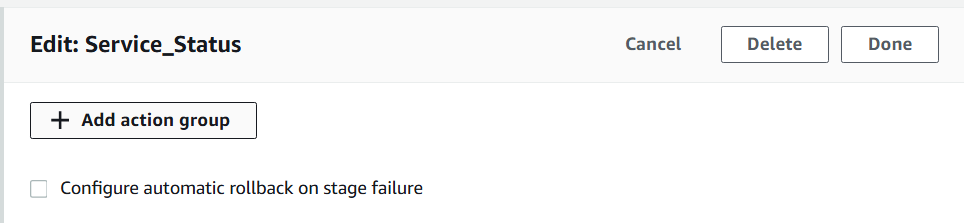 Edit: Service_Status
Cancel
Delete
Done
Add action group
Configure automatic rollback on stage failure